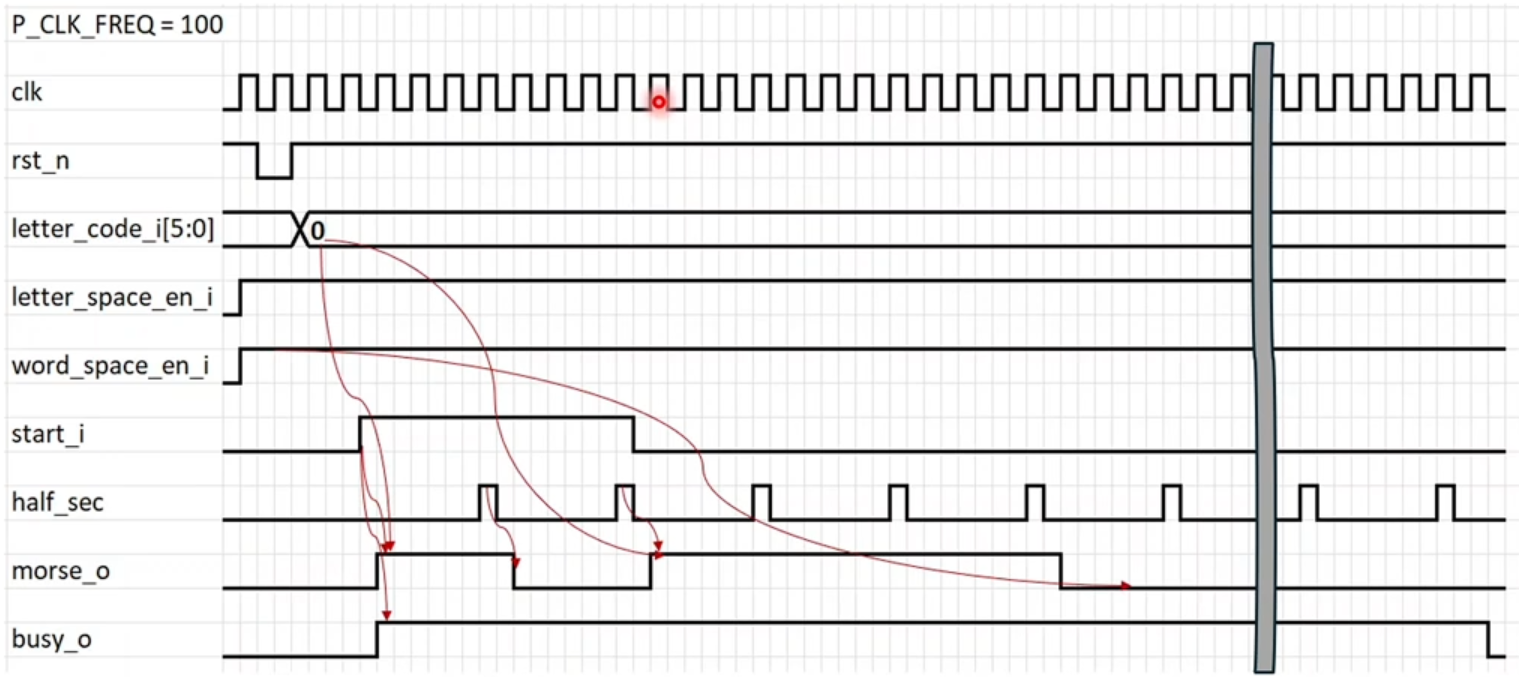 P_CLK_FREQ = 100
clk
rst_n
letter_code_i[5:0]
0
letter_space_en_i
word_space_en_i
start_i
half_sec
morse_o
busy_o